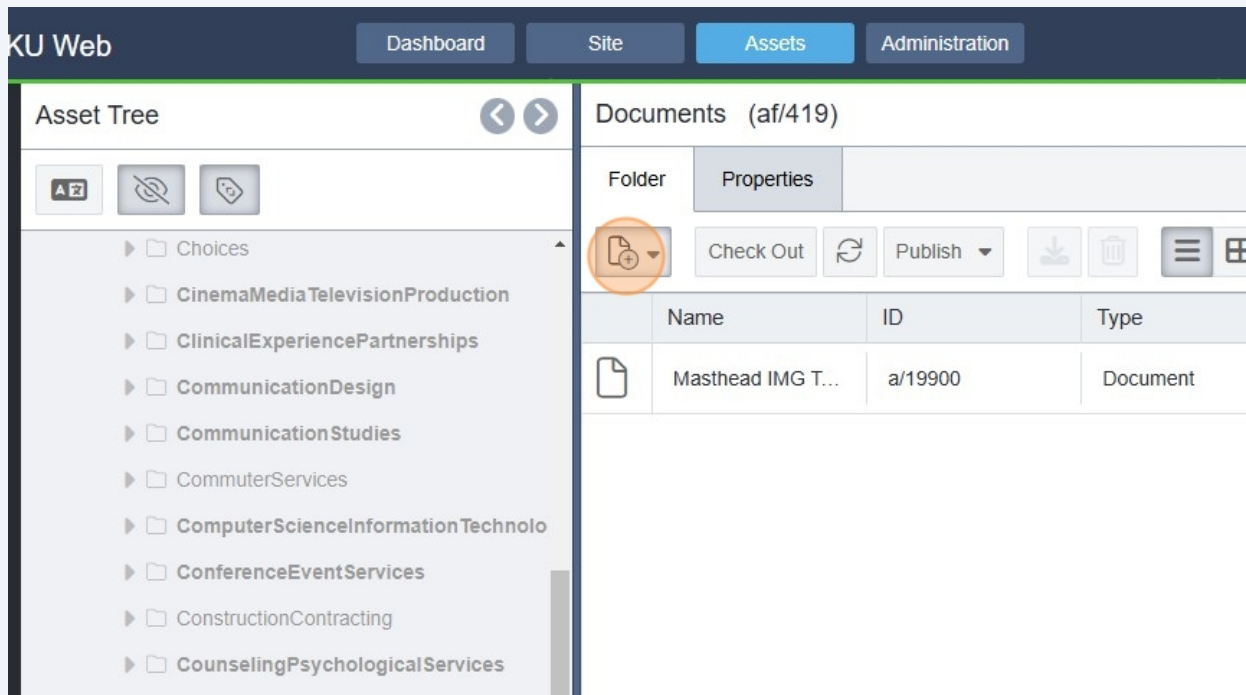 KU Web
Dashboard
Site
Assets
Administration
Asset Tree
Documents (af/419)
Folder
Properties
Check Out
Publish
Name
ID
Type
Masthead IMG T...
a/19900
Document
Choices
CinemaMediaTelevisionProduction
ClinicalExperiencePartnerships
CommunicationDesign
CommunicationStudies
CommuterServices
ComputerScienceInformationTechnolo
ConferenceEventServices
ConstructionContracting
CounselingPsychologicalServices